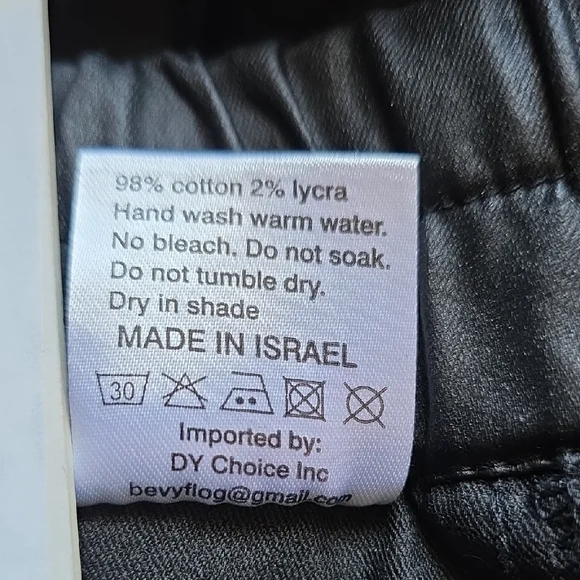 98% cotton 2% lycra
Hand wash warm water.
No bleach. Do not soak.
Do not tumble dry.
Dry in shade
MADE IN ISRAEL
30
Imported by:
DY Choice Inc
bevyflog@gmail.com